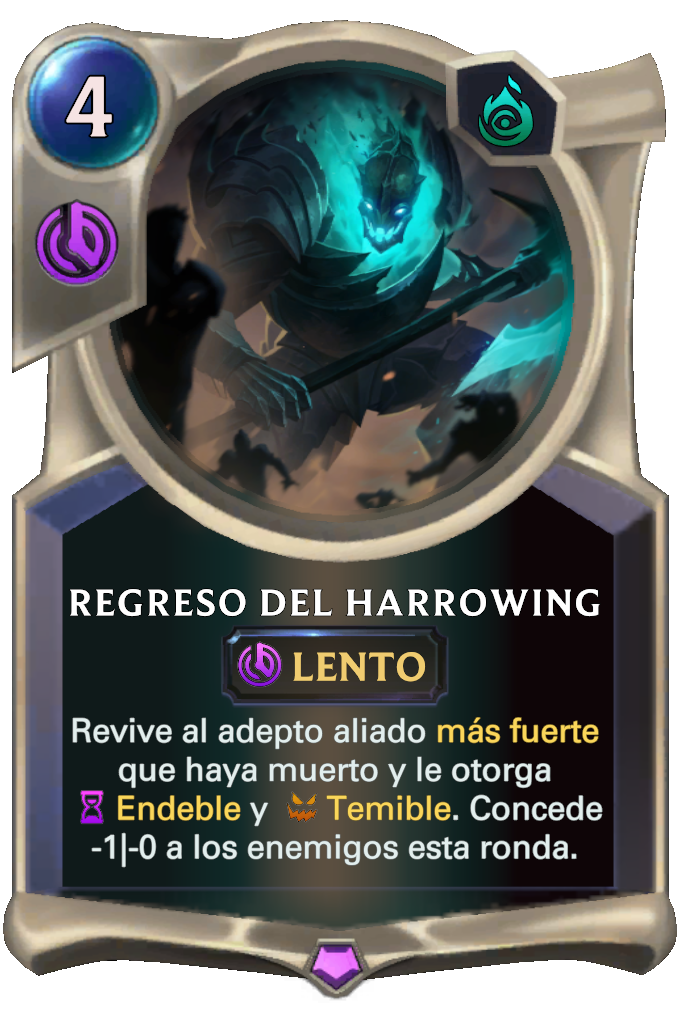 4
REGRESO DEL HARROWING
LENTO
Revive al adepto aliado más fuerte
que haya muerto y le otorga
Endeble y Temible. Concede
-1|-0 a los enemigos esta ronda.